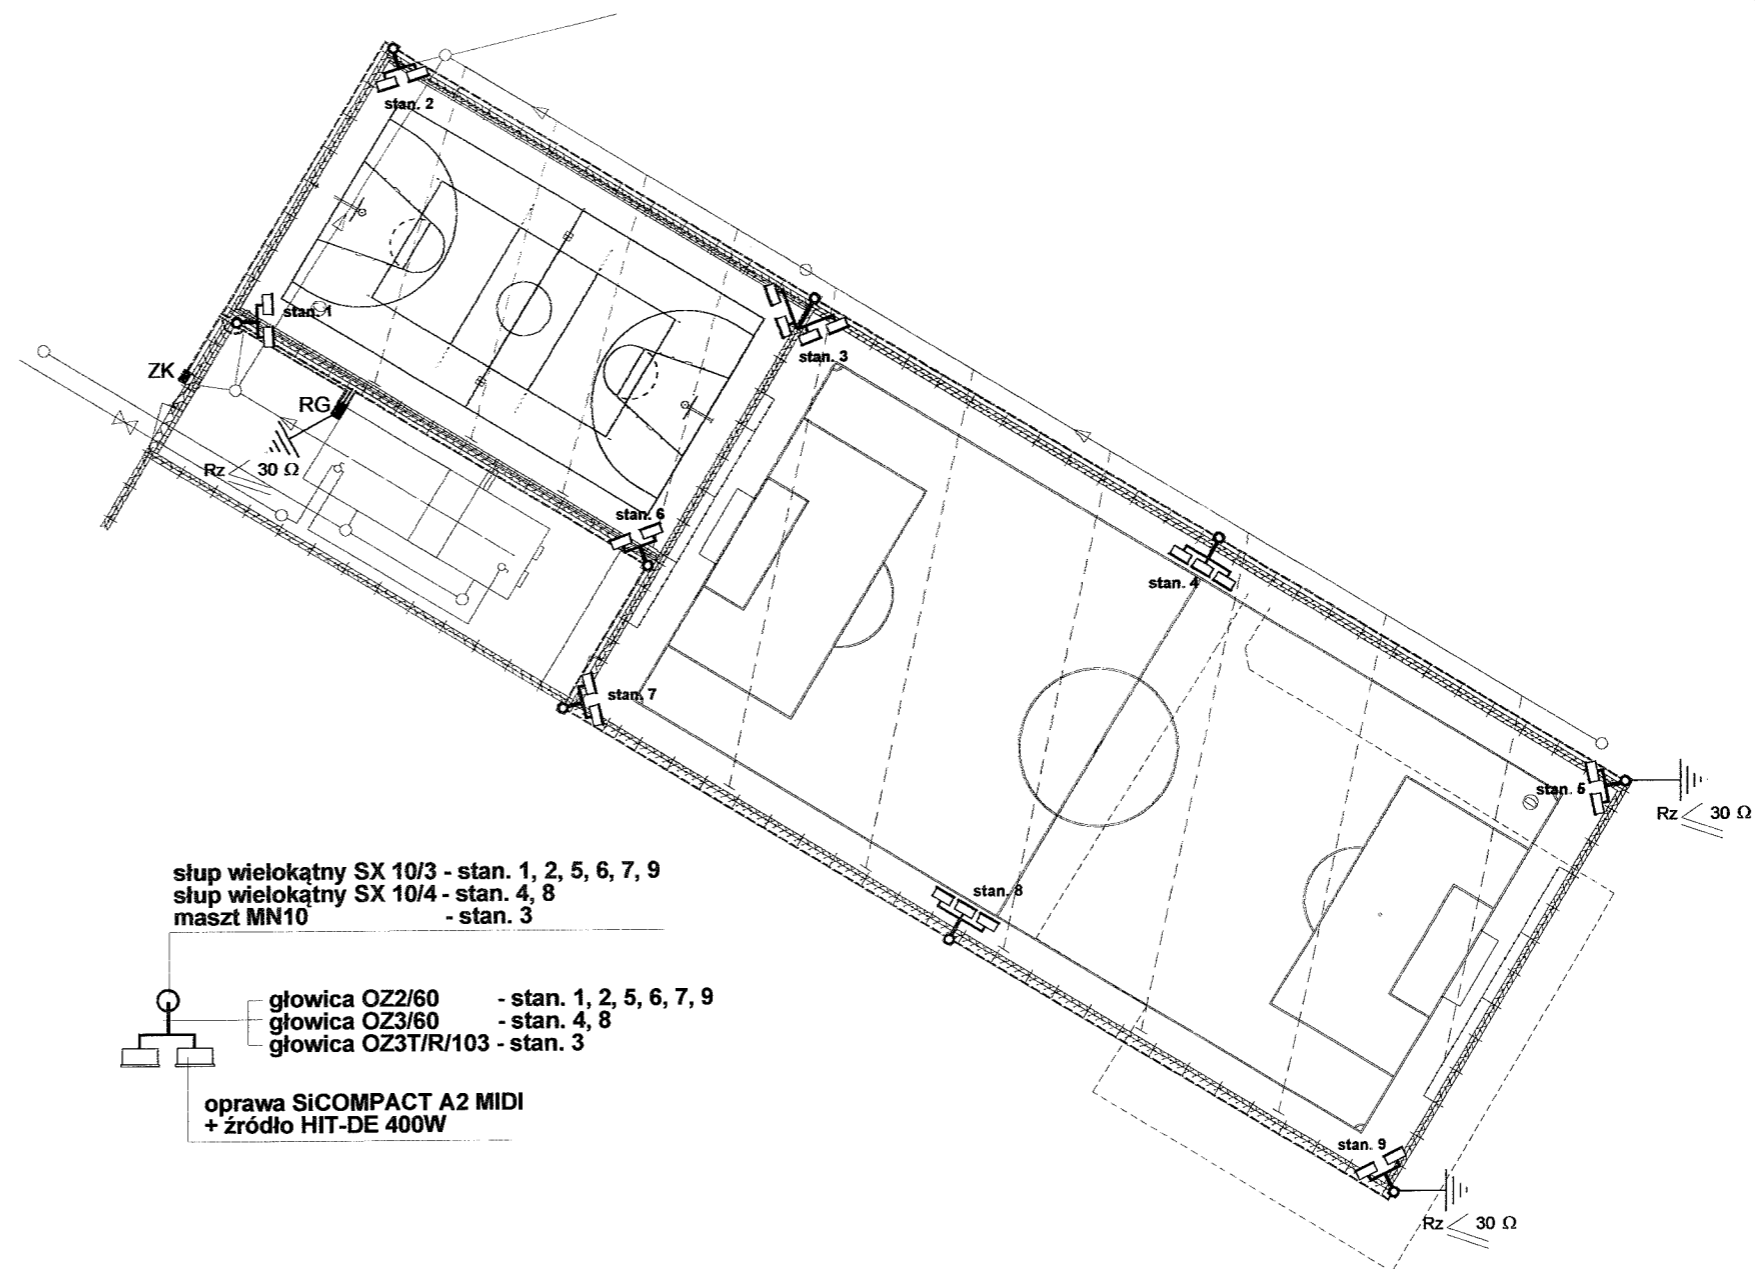 stan. 2
stan. 1
stan. 3
ZK
RG
Rz < 30 Ω
stan. 6
stan. 4
stan. 7
stan. 5
Rz < 30 Ω
słup wielokątny SX 10/3 - stan. 1, 2, 5, 6, 7, 9
słup wielokątny SX 10/4 - stan. 4, 8
maszt MN10 - stan. 3
stan. 8
głowica OZ2/60 - stan. 1, 2, 5, 6, 7, 9
głowica OZ3/60 - stan. 4, 8
głowica OZ3T/R/103 - stan. 3
oprawa SiCOMPACT A2 MIDI
+ źródło HIT-DE 400W
stan. 9
Rz < 30 Ω